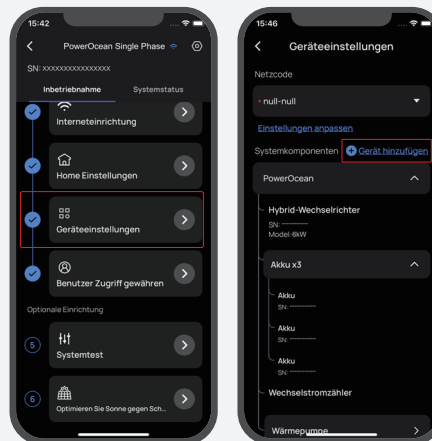 15:42
PowerOcean Single Phase
SN: xxxxxxxxxxxxxxxx
Inbetriebnahme
Systemstatus
Interneteinrichtung
Home Einstellungen
Geräteeinstellungen
Benutzer Zugriff gewähren
Optionale Einrichtung
5
Systemtest
6
Optimieren Sie Sonne gegen Sch...
15:46
Geräteeinstellungen
Netzcode
• null-null
Einstellungen anpassen
Systemkomponenten
Gerät hinzufügen
PowerOcean
Hybrid-Wechselrichter
SN:
Model: 6kW
Akku x3
Akku
SN:
Akku
SN:
Akku
SN:
Wechselstromzähler
Wärmepumpe